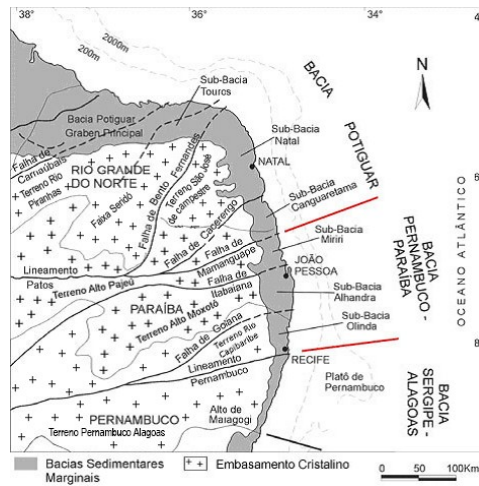 38°
36°
34°
4
2000m
200m
BACIA
POTIGUAR
N
Sub-Bacia
Touros
Bacia Potiguar
Graben Principal
Sub-Bacia
Natal
NATAL
Falha de
Carnaúbais
Terreno Rio
Piranhas
RIO GRANDE
DO NORTE
Faixa Seridó
Falha de Bento Fernandes
Terreno São José
de campestre
Falha de Cacerengo
Sub-Bacia
Canguaretama
6
Falha de
Mamanguape
Sub-Bacia
Miriri
Lineamento
Patos
Terreno Alto Pajeú
Falha de
Itabaiana
JOÃO
PESSOA
BACIA
PERNAMBUCO-
PARAÍBA
OCEANO ATLÂNTICO
PARAÍBA
Terreno Alto Moxotó
Sub-Bacia
Alhandra
Falha de Goiana
Terreno Rio
Capibaribe
Sub-Bacia
Olinda
8
Lineamento
Pernambuco
RECIFE
Platô de
Pernambuco
BACIA
SERGIPE-
ALAGOAS
PERNAMBUCO
Terreno Pernambuco Alagoas
Alto de
Maragogi
Bacias Sedimentares
Marginais
Embasamento Cristalino
0 50 100Km